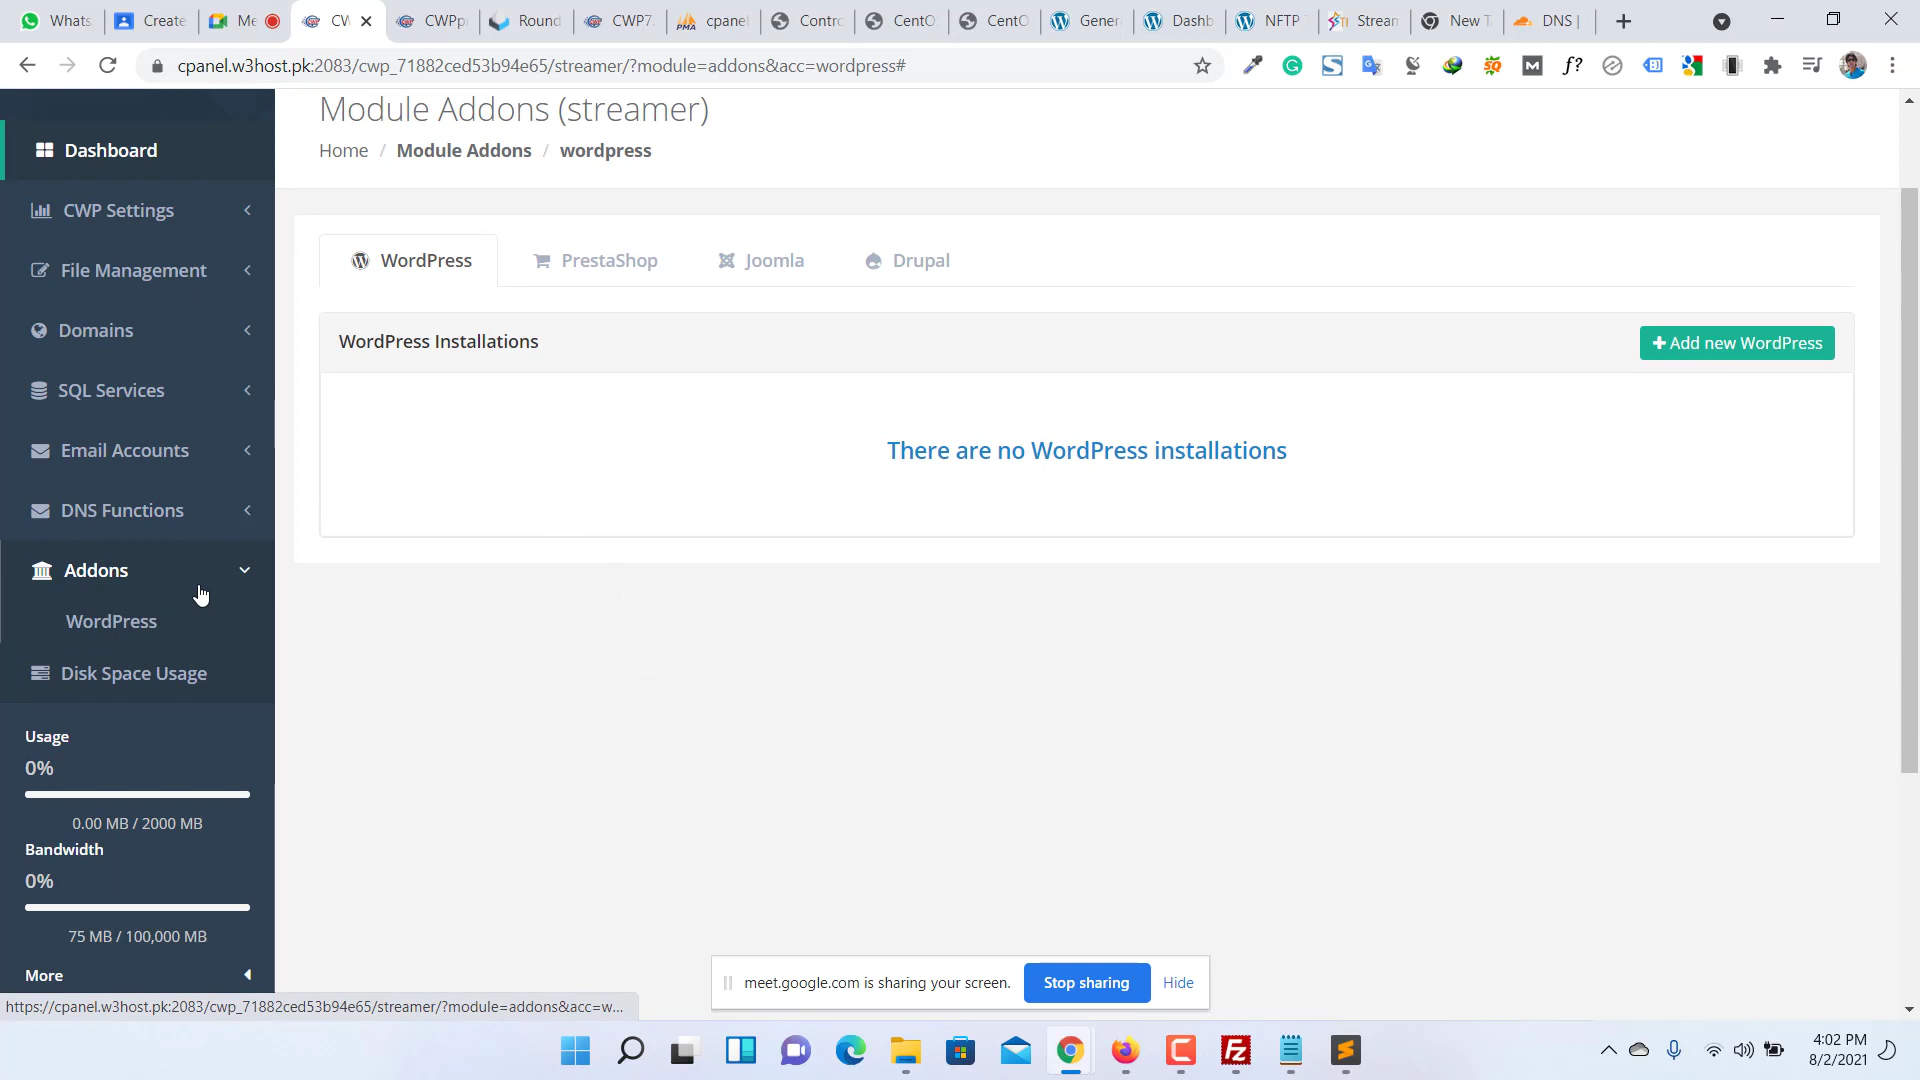 Whats
Create
Me
CW
CWPp
Round
CWP7.
cpanel
Contro
CentO
CentO
Gener
Dashb
NFTP
Stream
New T
DNS |
cpanel.w3host.pk:2083/cwp_71882ced53b94e65/streamer/?module=addons&acc=wordpress#
Dashboard
CWP Settings
File Management
Domains
SQL Services
Email Accounts
DNS Functions
Addons
WordPress
Disk Space Usage
Usage
0%
0.00 MB / 2000 MB
Bandwidth
0%
75 MB / 100,000 MB
More
Module Addons (streamer)
Home / Module Addons / wordpress
WordPress
PrestaShop
Joomla
Drupal
WordPress Installations
Add new WordPress
There are no WordPress installations
meet.google.com is sharing your screen.
Stop sharing
Hide
https://cpanel.w3host.pk:2083/cwp_71882ced53b94e65/streamer/?module=addons&acc=w...
4:02 PM
8/2/2021